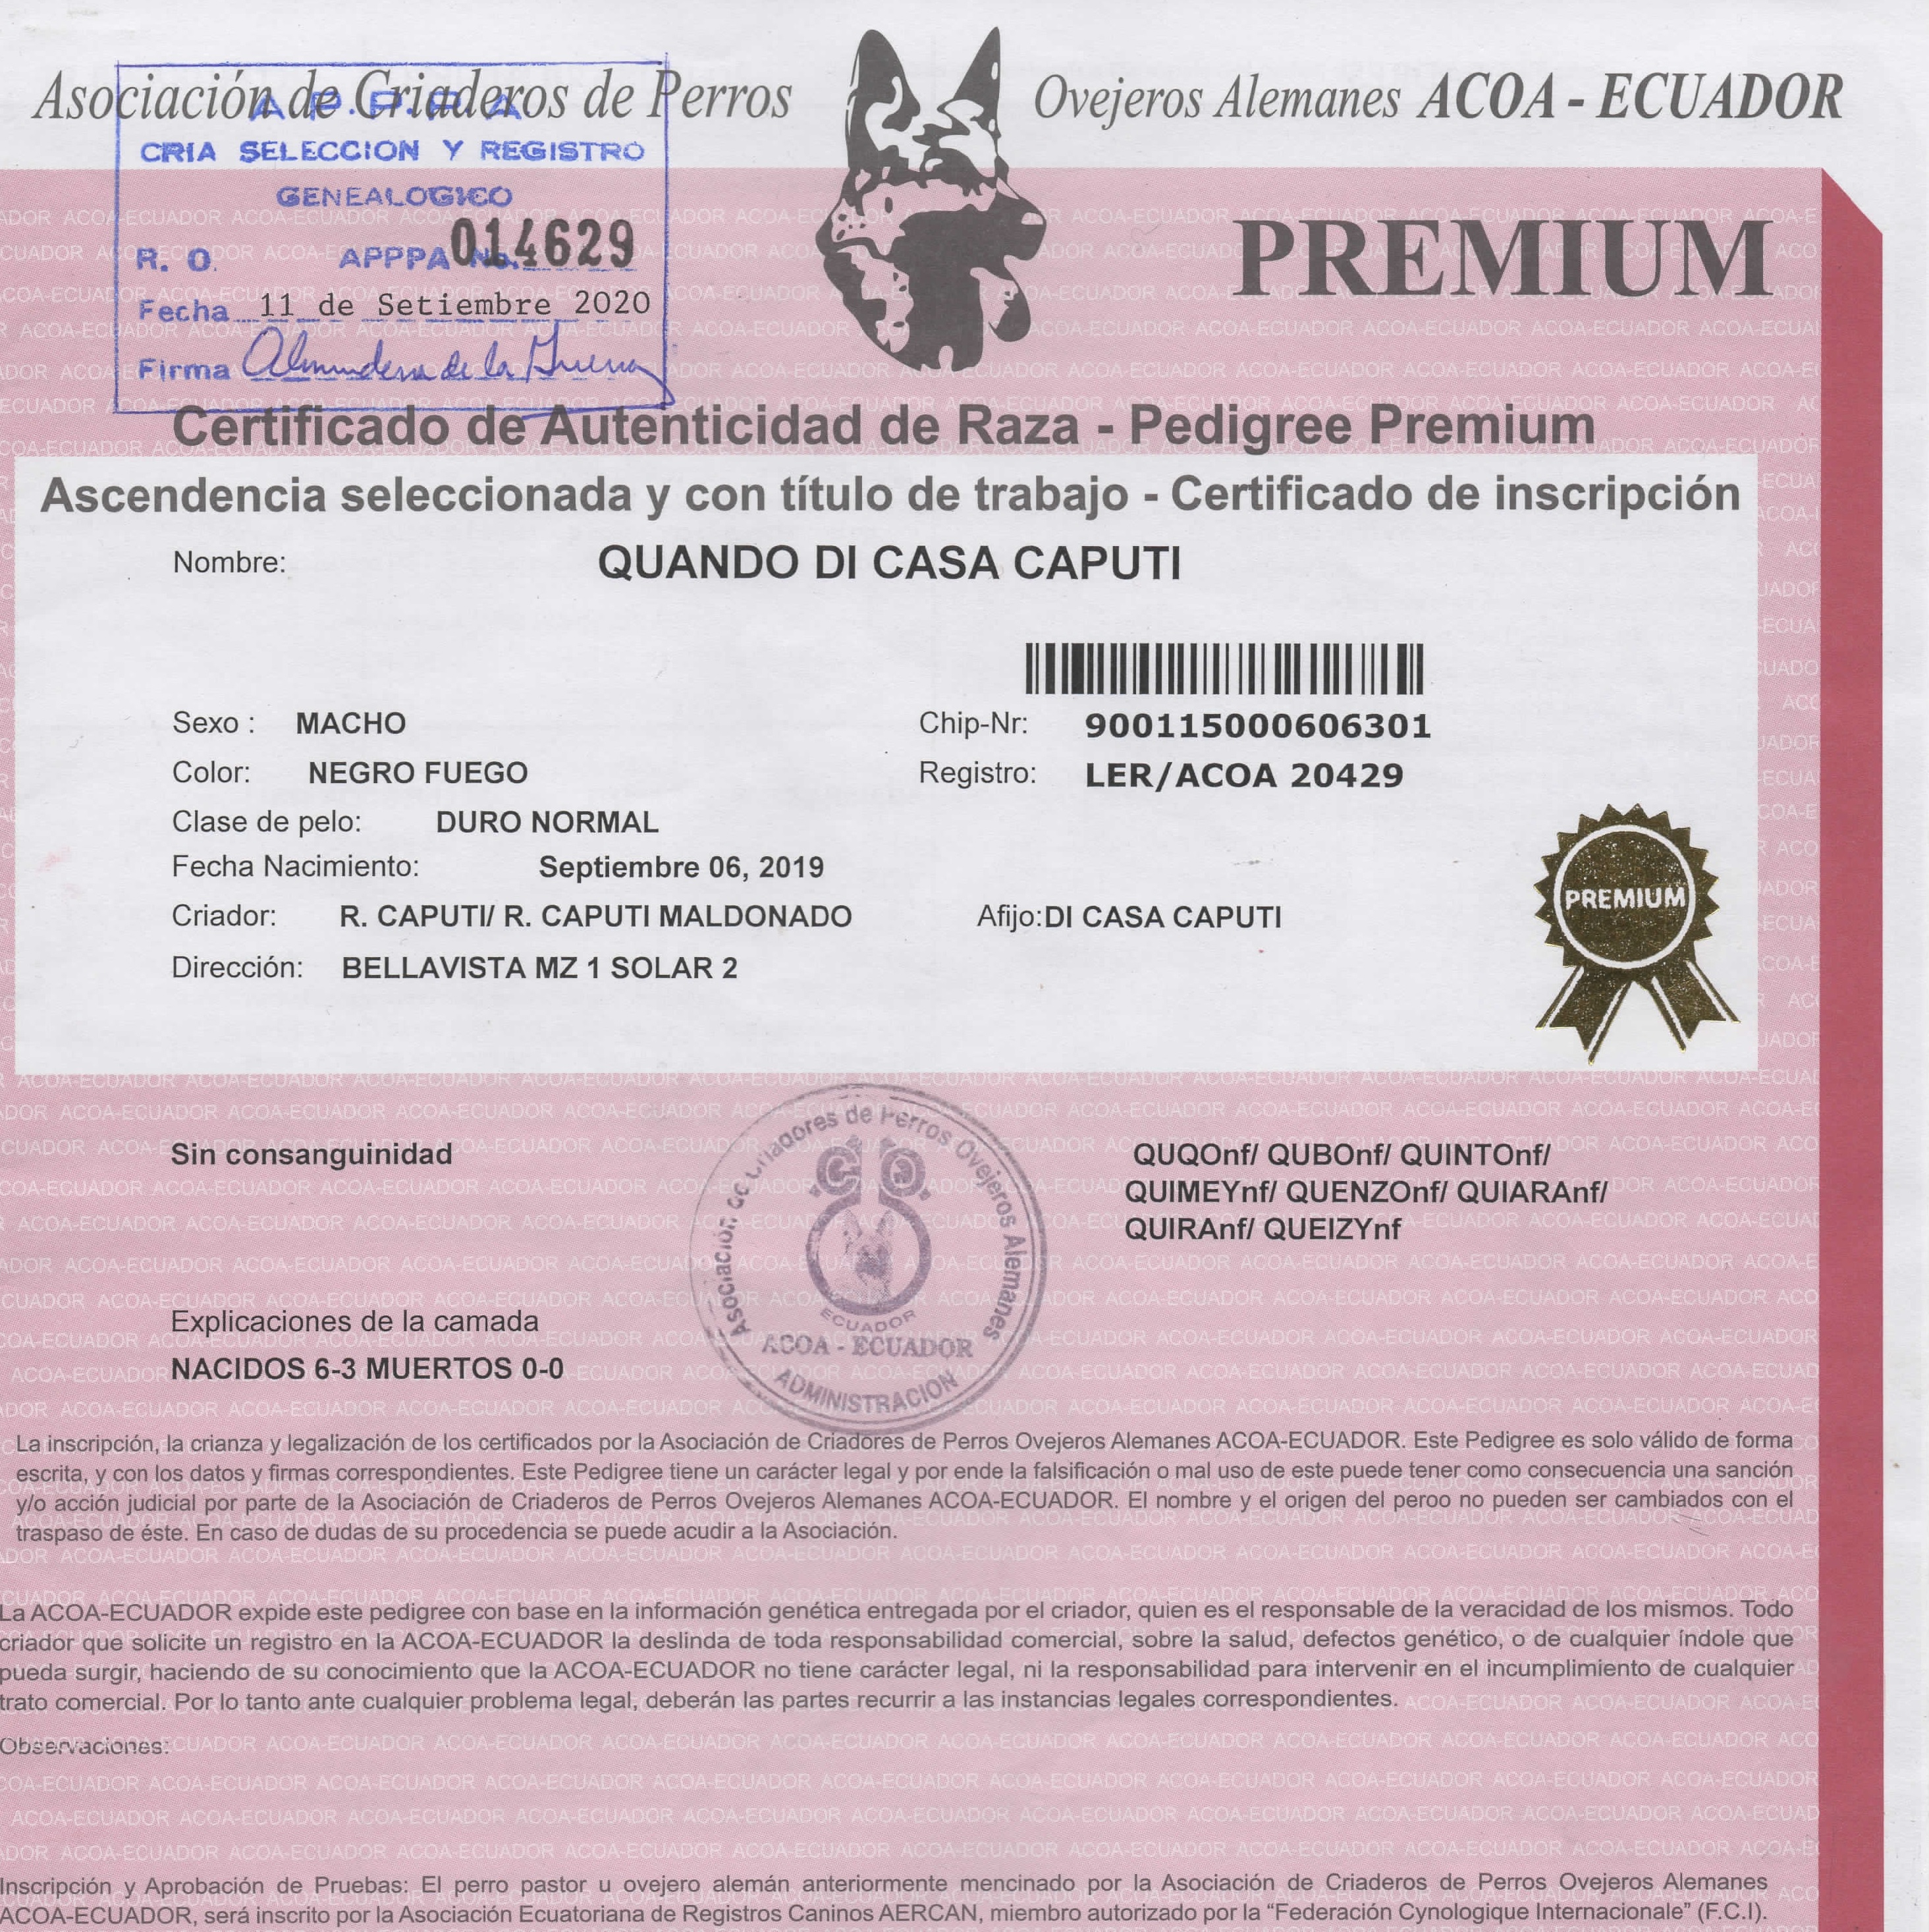 Asociación de Criaderos de Perros Ovejeros Alemanes ACOA - ECUADOR
A P.P.P A
CRIA SELECCION Y REGISTRO
GENEALOGICO
R. O. APPPA No. 014629
Fecha 11 de Setiembre 2020
Firma
PREMIUM
Certificado de Autenticidad de Raza - Pedigree Premium
Ascendencia seleccionada y con título de trabajo - Certificado de inscripción
Nombre: QUANDO DI CASA CAPUTI
Sexo : MACHO Chip-Nr: 900115000606301
Color: NEGRO FUEGO Registro: LER/ACOA 20429
Clase de pelo: DURO NORMAL
Fecha Nacimiento: Septiembre 06, 2019
Criador: R. CAPUTI/ R. CAPUTI MALDONADO Afijo:DI CASA CAPUTI
Dirección: BELLAVISTA MZ 1 SOLAR 2
PREMIUM
Sin consanguinidad
QUQOnf/ QUBOnf/ QUINTOnf/
QUIMEYnf/ QUENZOnf/ QUIARAnf/
QUIRAnf/ QUEIZYnf
Asociación de Criadores de Perros Ovejeros Alemanes
ECUADOR
ACOA - ECUADOR
ADMINISTRACION
Explicaciones de la camada
NACIDOS 6-3 MUERTOS 0-0
La inscripción, la crianza y legalización de los certificados por la Asociación de Criadores de Perros Ovejeros Alemanes ACOA-ECUADOR. Este Pedigree es solo válido de forma
escrita, y con los datos y firmas correspondientes. Este Pedigree tiene un carácter legal y por ende la falsificación o mal uso de este puede tener como consecuencia una sanción
y/o acción judicial por parte de la Asociación de Criaderos de Perros Ovejeros Alemanes ACOA-ECUADOR. El nombre y el origen del peroo no pueden ser cambiados con el
traspaso de éste. En caso de dudas de su procedencia se puede acudir a la Asociación.
La ACOA-ECUADOR expide este pedigree con base en la información genética entregada por el criador, quien es el responsable de la veracidad de los mismos. Todo
criador que solicite un registro en la ACOA-ECUADOR la deslinda de toda responsabilidad comercial, sobre la salud, defectos genético, o de cualquier índole que
pueda surgir, haciendo de su conocimiento que la ACOA-ECUADOR no tiene carácter legal, ni la responsabilidad para intervenir en el incumplimiento de cualquier
trato comercial. Por lo tanto ante cualquier problema legal, deberán las partes recurrir a las instancias legales correspondientes.
Observaciones:
Inscripción y Aprobación de Pruebas: El perro pastor u ovejero alemán anteriormente mencinado por la Asociación de Criaderos de Perros Ovejeros Alemanes
ACOA-ECUADOR, será inscrito por la Asociación Ecuatoriana de Registros Caninos AERCAN, miembro autorizado por la “Federación Cynologique Internacionale” (F.C.I).